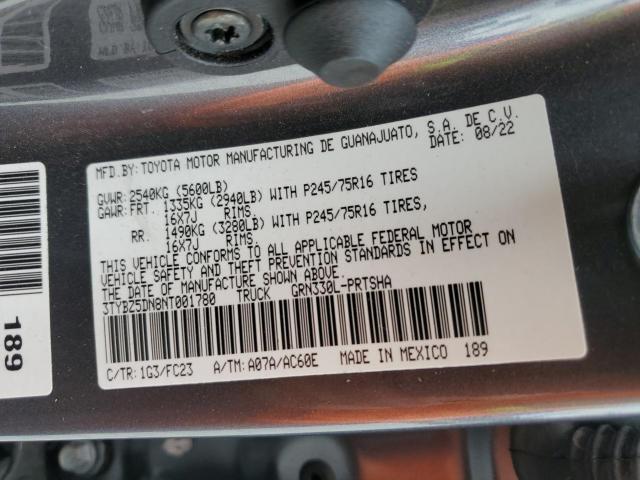 MFD.BY: TOYOTA MOTOR MANUFACTURING DE GUANAJUATO, S.A. DE C.V.
DATE: 08/22
GVWR: 2540KG (5600LB)
GAWR: FRT. 1335KG (2940LB) WITH P245/75R16 TIRES
16X7J RIMS.
RR. 1490KG (3280LB) WITH P245/75R16 TIRES,
16X7J RIMS.
THIS VEHICLE CONFORMS TO ALL APPLICABLE FEDERAL MOTOR
VEHICLE SAFETY AND THEFT PREVENTION STANDARDS IN EFFECT ON
THE DATE OF MANUFACTURE SHOWN ABOVE.
3TYBZ5DN8NT001780 TRUCK GRN330L-PRTSHA
C/TR: 1G3/FC23 A/TM: A07A/AC60E MADE IN MEXICO 189
189